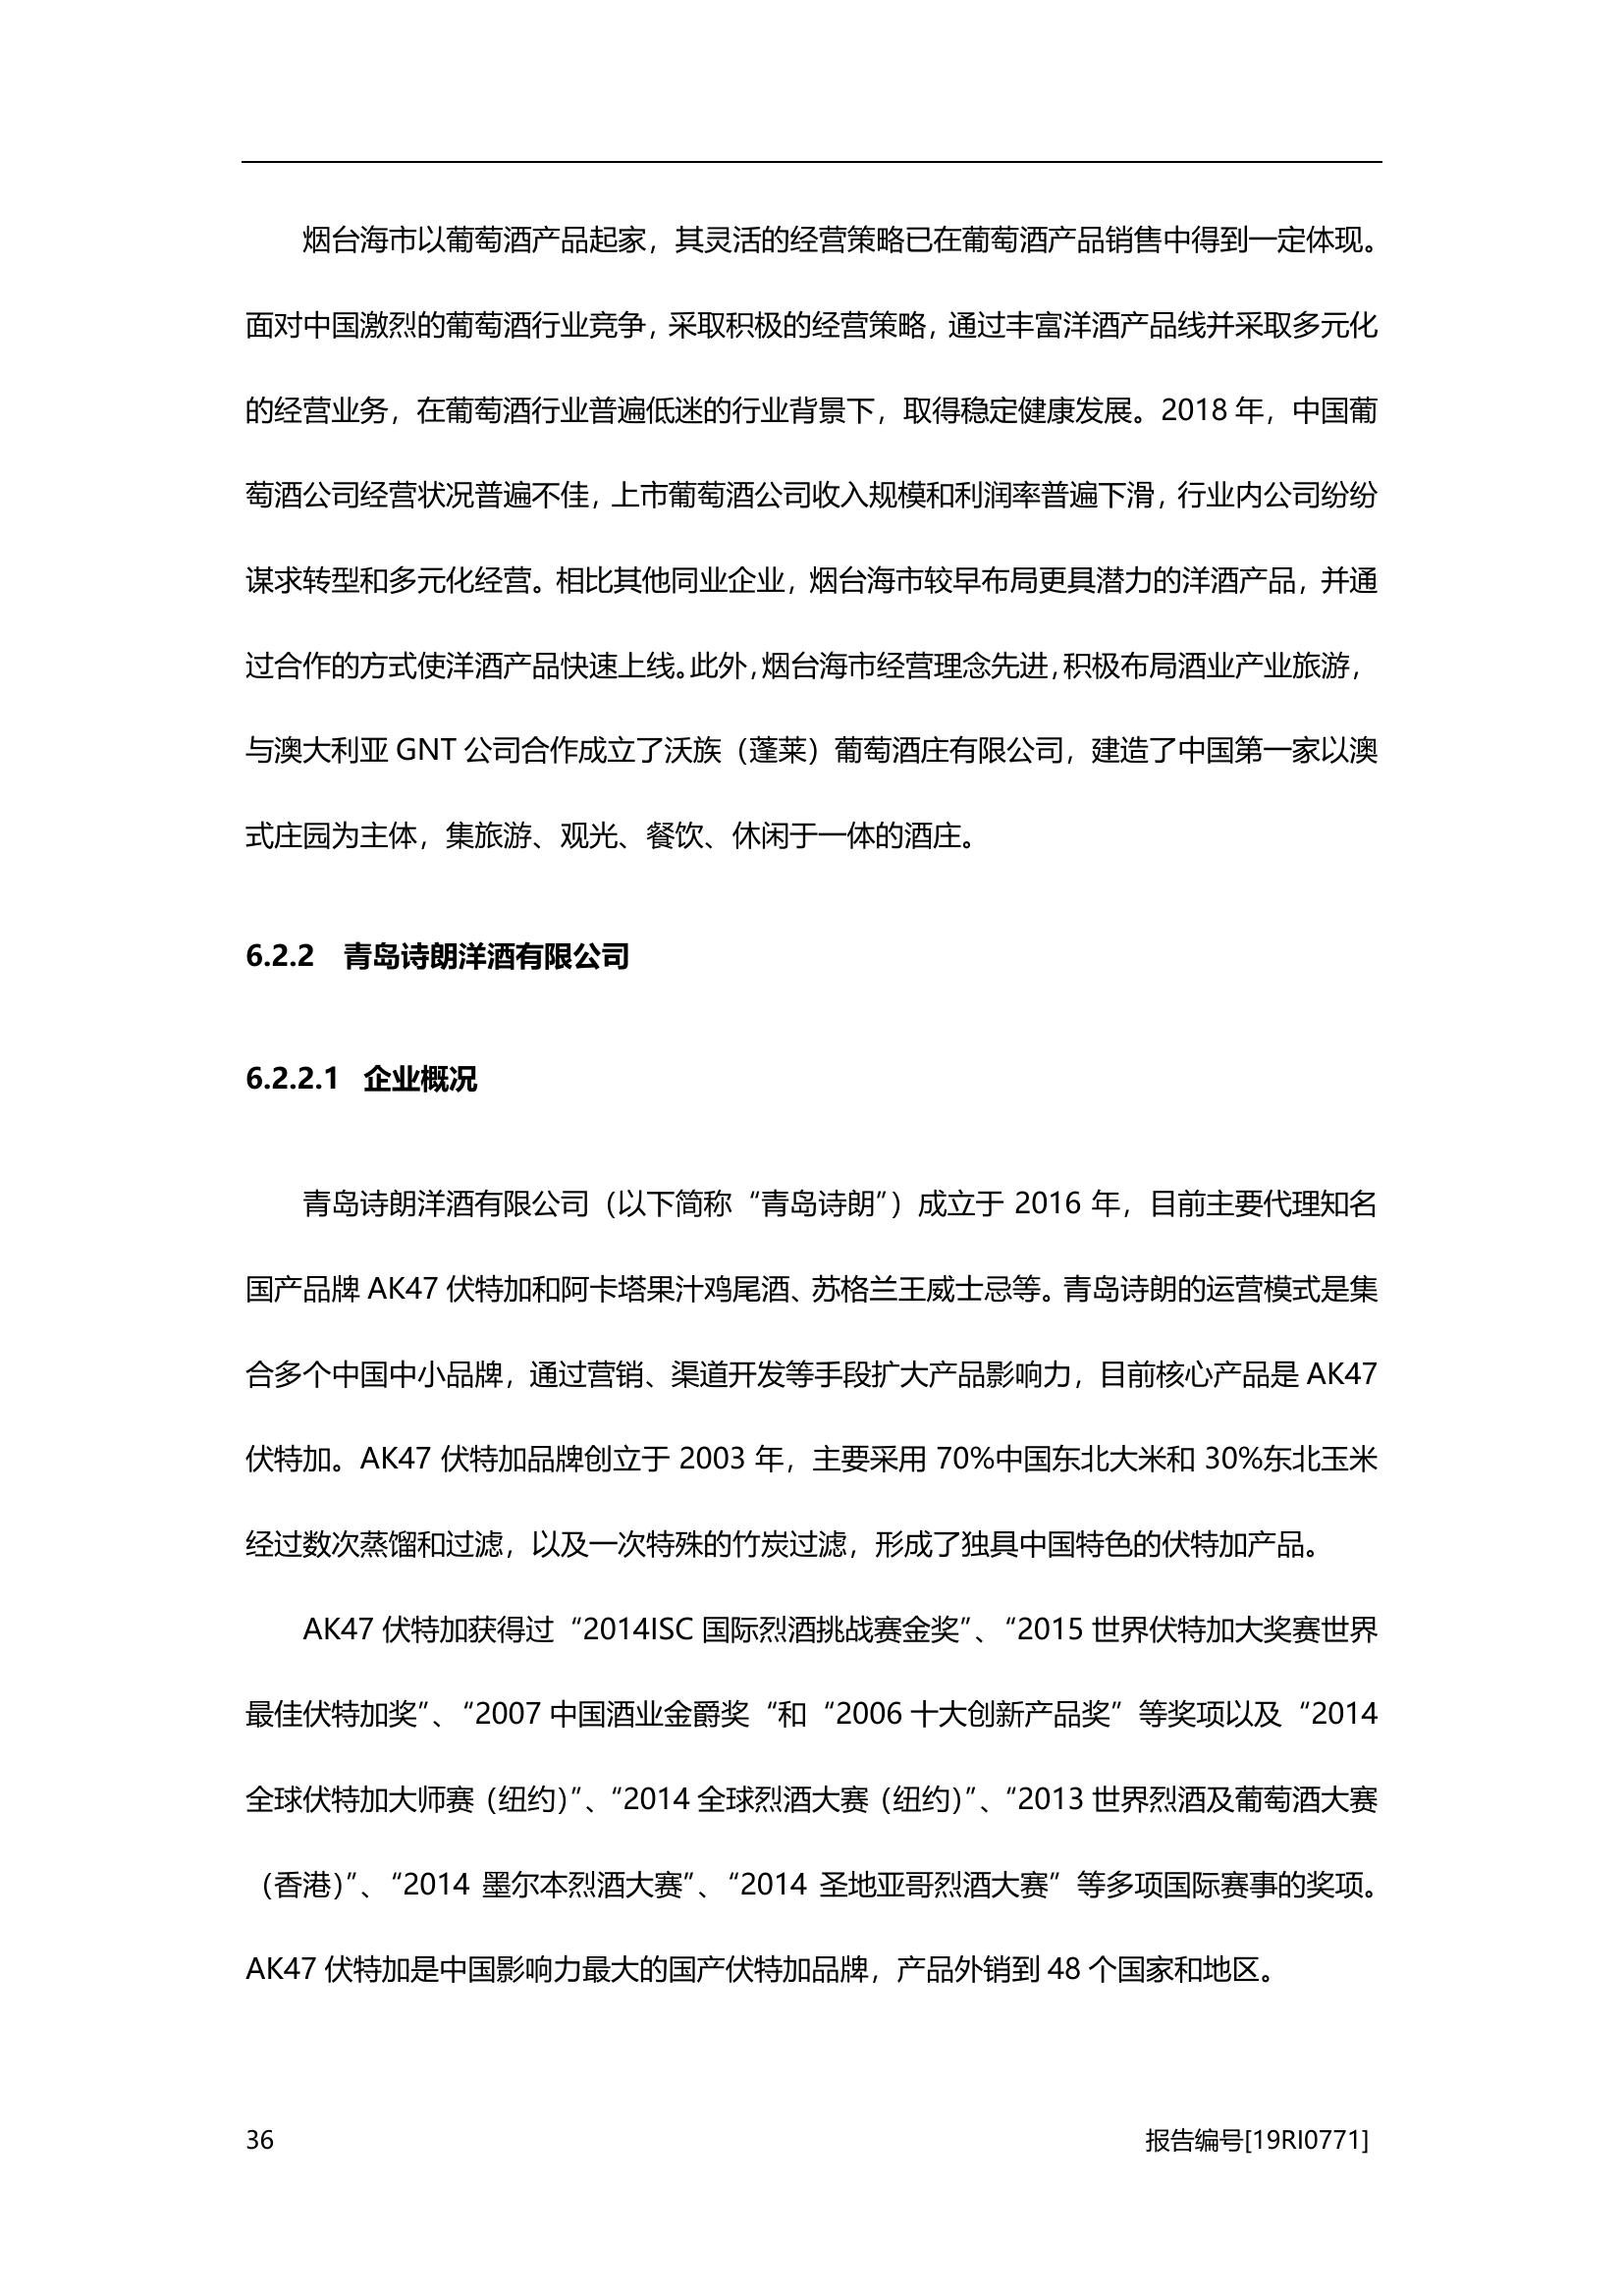 烟台海市以葡萄酒产品起家，其灵活的经营策略已在葡萄酒产品销售中得到一定体现。
面对中国激烈的葡萄酒行业竞争，采取积极的经营策略，通过丰富洋酒产品线并采取多元化
的经营业务，在葡萄酒行业普遍低迷的行业背景下，取得稳定健康发展。2018 年，中国葡
萄酒公司经营状况普遍不佳，上市葡萄酒公司收入规模和利润率普遍下滑，行业内公司纷纷
谋求转型和多元化经营。相比其他同业企业，烟台海市较早布局更具潜力的洋酒产品，并通
过合作的方式使洋酒产品快速上线。此外，烟台海市经营理念先进，积极布局酒业产业旅游，
与澳大利亚 GNT 公司合作成立了沃族（蓬莱）葡萄酒庄有限公司，建造了中国第一家以澳
式庄园为主体，集旅游、观光、餐饮、休闲于一体的酒庄。
6.2.2 青岛诗朗洋酒有限公司
6.2.2.1 企业概况
青岛诗朗洋酒有限公司（以下简称“青岛诗朗”）成立于 2016 年，目前主要代理知名
国产品牌 AK47 伏特加和阿卡塔果汁鸡尾酒、苏格兰王威士忌等。青岛诗朗的运营模式是集
合多个中国中小品牌，通过营销、渠道开发等手段扩大产品影响力，目前核心产品是 AK47
伏特加。AK47 伏特加品牌创立于 2003 年，主要采用 70%中国东北大米和 30%东北玉米
经过数次蒸馏和过滤，以及一次特殊的竹炭过滤，形成了独具中国特色的伏特加产品。
AK47 伏特加获得过“2014ISC 国际烈酒挑战赛金奖”、“2015 世界伏特加大奖赛世界
最佳伏特加奖”、“2007 中国酒业金爵奖“和“2006 十大创新产品奖”等奖项以及“2014
全球伏特加大师赛（纽约）”、“2014 全球烈酒大赛（纽约）”、“2013 世界烈酒及葡萄酒大赛
（香港）”、“2014 墨尔本烈酒大赛”、“2014 圣地亚哥烈酒大赛”等多项国际赛事的奖项。
AK47 伏特加是中国影响力最大的国产伏特加品牌，产品外销到 48 个国家和地区。
36 报告编号[19RI0771]